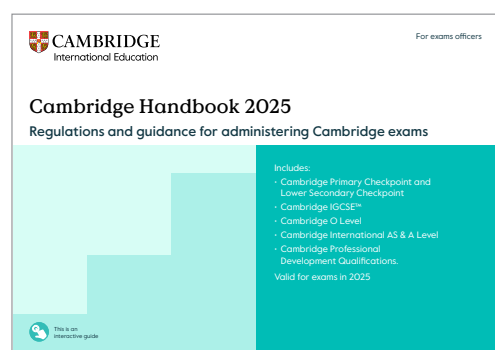 CAMBRIDGE
International Education
For exams officers
Cambridge Handbook 2025
Regulations and guidance for administering Cambridge exams
Includes:
· Cambridge Primary Checkpoint and
Lower Secondary Checkpoint
· Cambridge IGCSE™
· Cambridge O Level
· Cambridge International AS & A Level
· Cambridge Professional
Development Qualifications.
Valid for exams in 2025
This is an
interactive guide